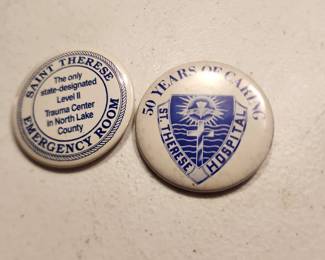 SAINT THERESE
The only
state-designated
Level II
Trauma Center
in North Lake
County
EMERGENCY ROOM
50 YEARS OF CARING
ST. THERESE
HOSPITAL